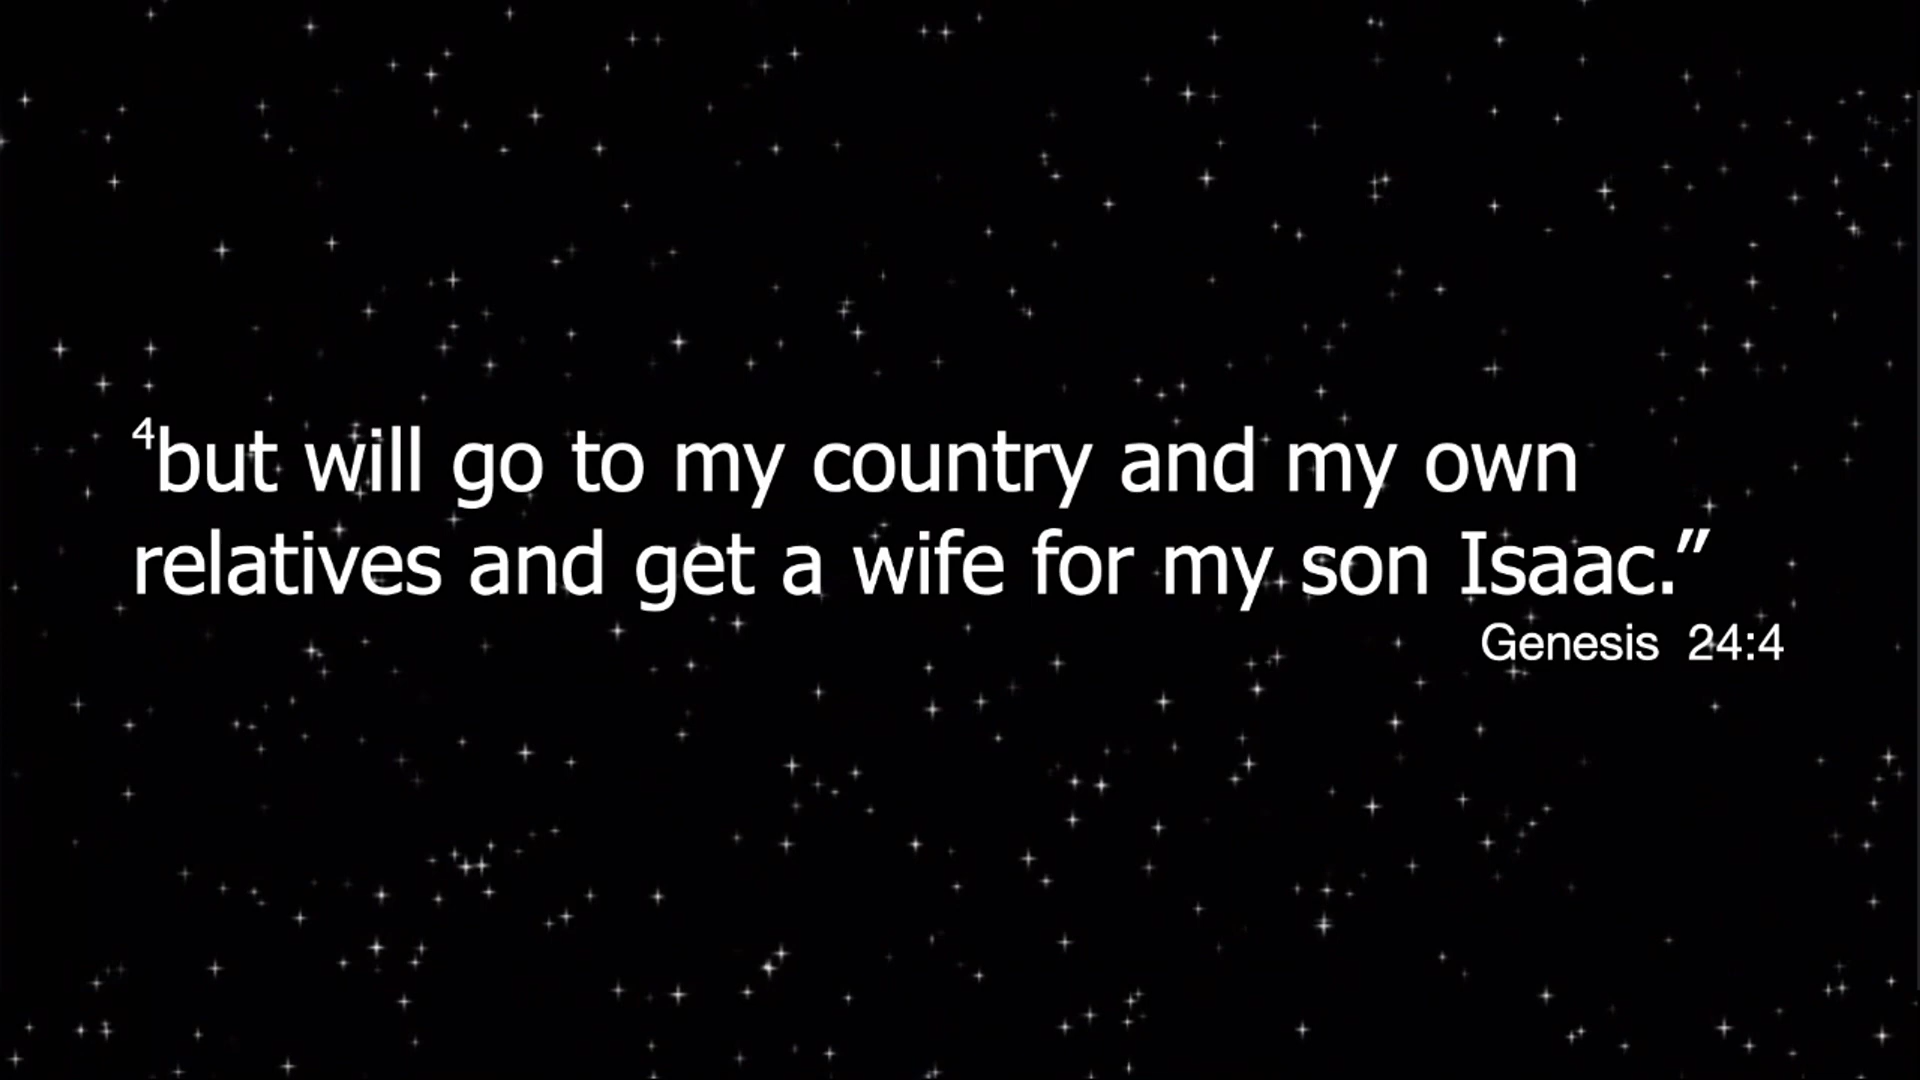 ⁴but will go to my country and my own
relatives and get a wife for my son Isaac.”
Genesis 24:4